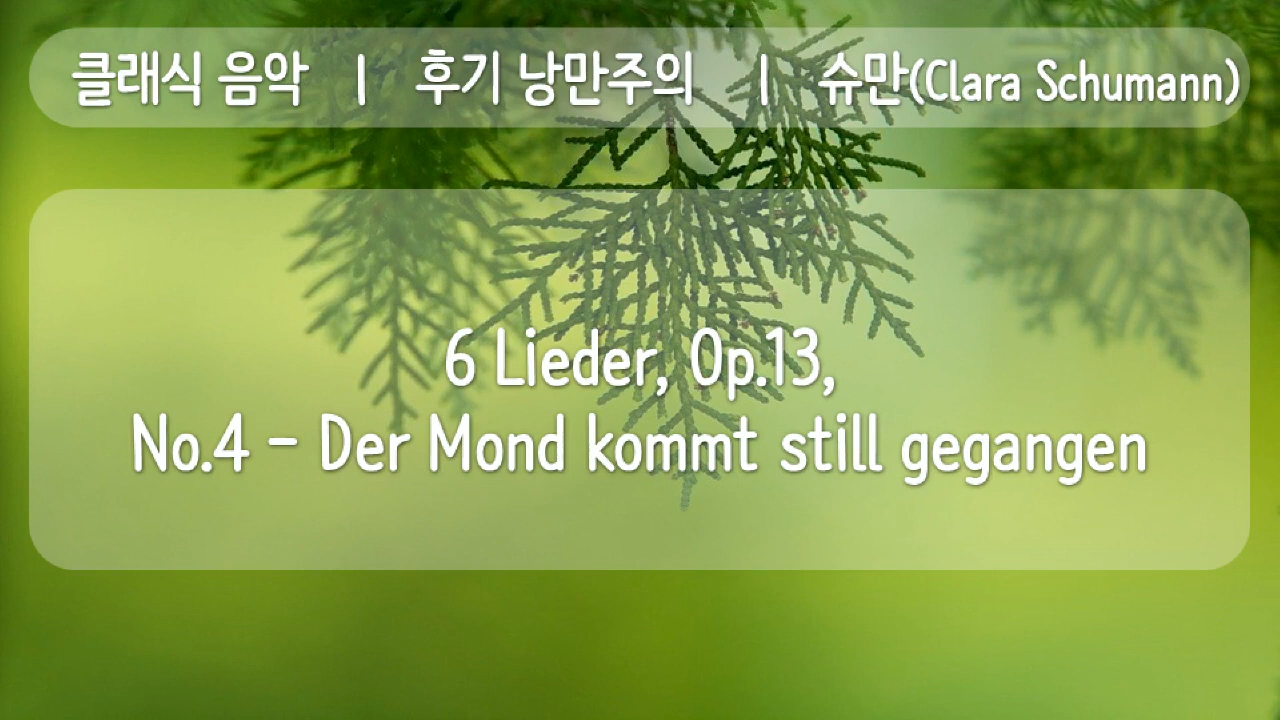 클래식 음악 | 후기 낭만주의 | 슈만(Clara Schumann)
6 Lieder, Op.13,
No.4 - Der Mond kommt still gegangen